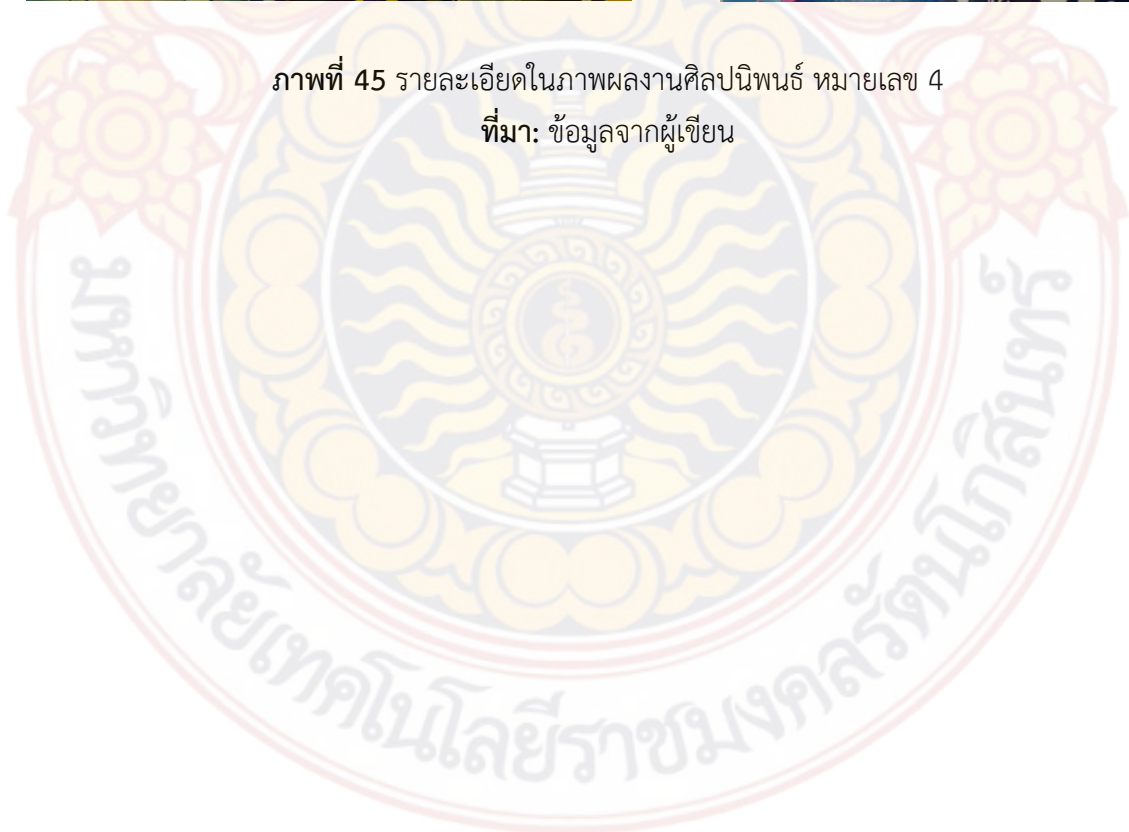 ภาพที่ 45 รายละเอียดในภาพผลงานศิลปนิพนธ์ หมายเลข 4
ที่มา: ข้อมูลจากผู้เขียน
มหาวิทยาลัยเทคโนโลยีราชมงคลรัตนโกสินทร์